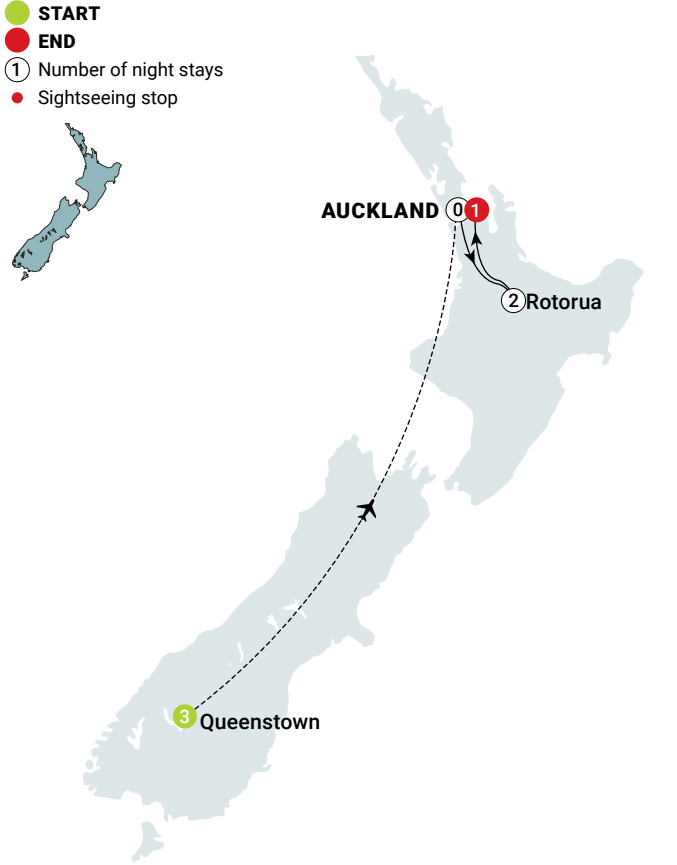 START
END
1 Number of night stays
Sightseeing stop
AUCKLAND 0 1
2 Rotorua
3 Queenstown